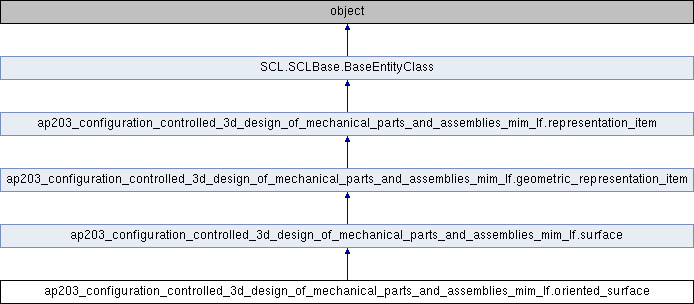 object
SCL.SCLBase.BaseEntityClass
ap203_configuration_controlled_3d_design_of_mechanical_parts_and_assemblies_mim_lf.representation_item
ap203_configuration_controlled_3d_design_of_mechanical_parts_and_assemblies_mim_lf.geometric_representation_item
ap203_configuration_controlled_3d_design_of_mechanical_parts_and_assemblies_mim_lf.surface
ap203_configuration_controlled_3d_design_of_mechanical_parts_and_assemblies_mim_lf.oriented_surface